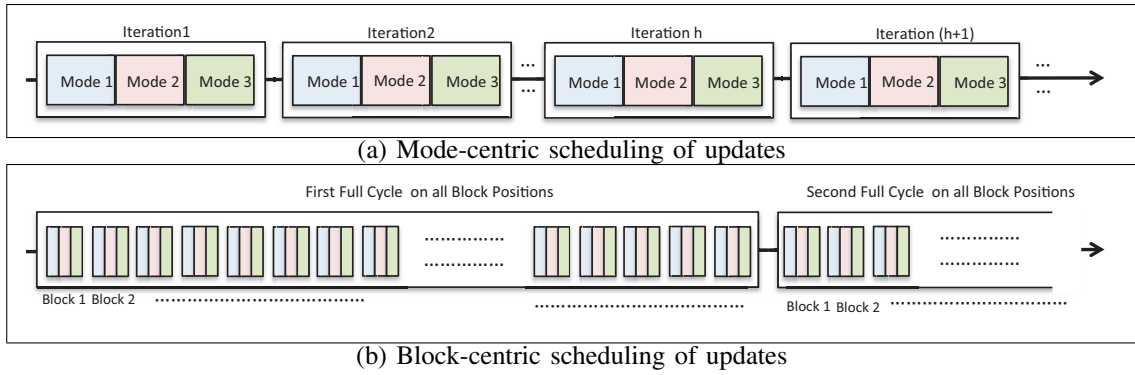 Iteration1 Iteration2 Iteration h Iteration (h+1)
Mode 1 Mode 2 Mode 3 Mode 1 Mode 2 Mode 3 ... ... Mode 1 Mode 2 Mode 3 Mode 1 Mode 2 Mode 3 ... ...
(a) Mode-centric scheduling of updates
First Full Cycle on all Block Positions Second Full Cycle on all Block Positions
Block 1 Block 2 Block 1 Block 2
(b) Block-centric scheduling of updates